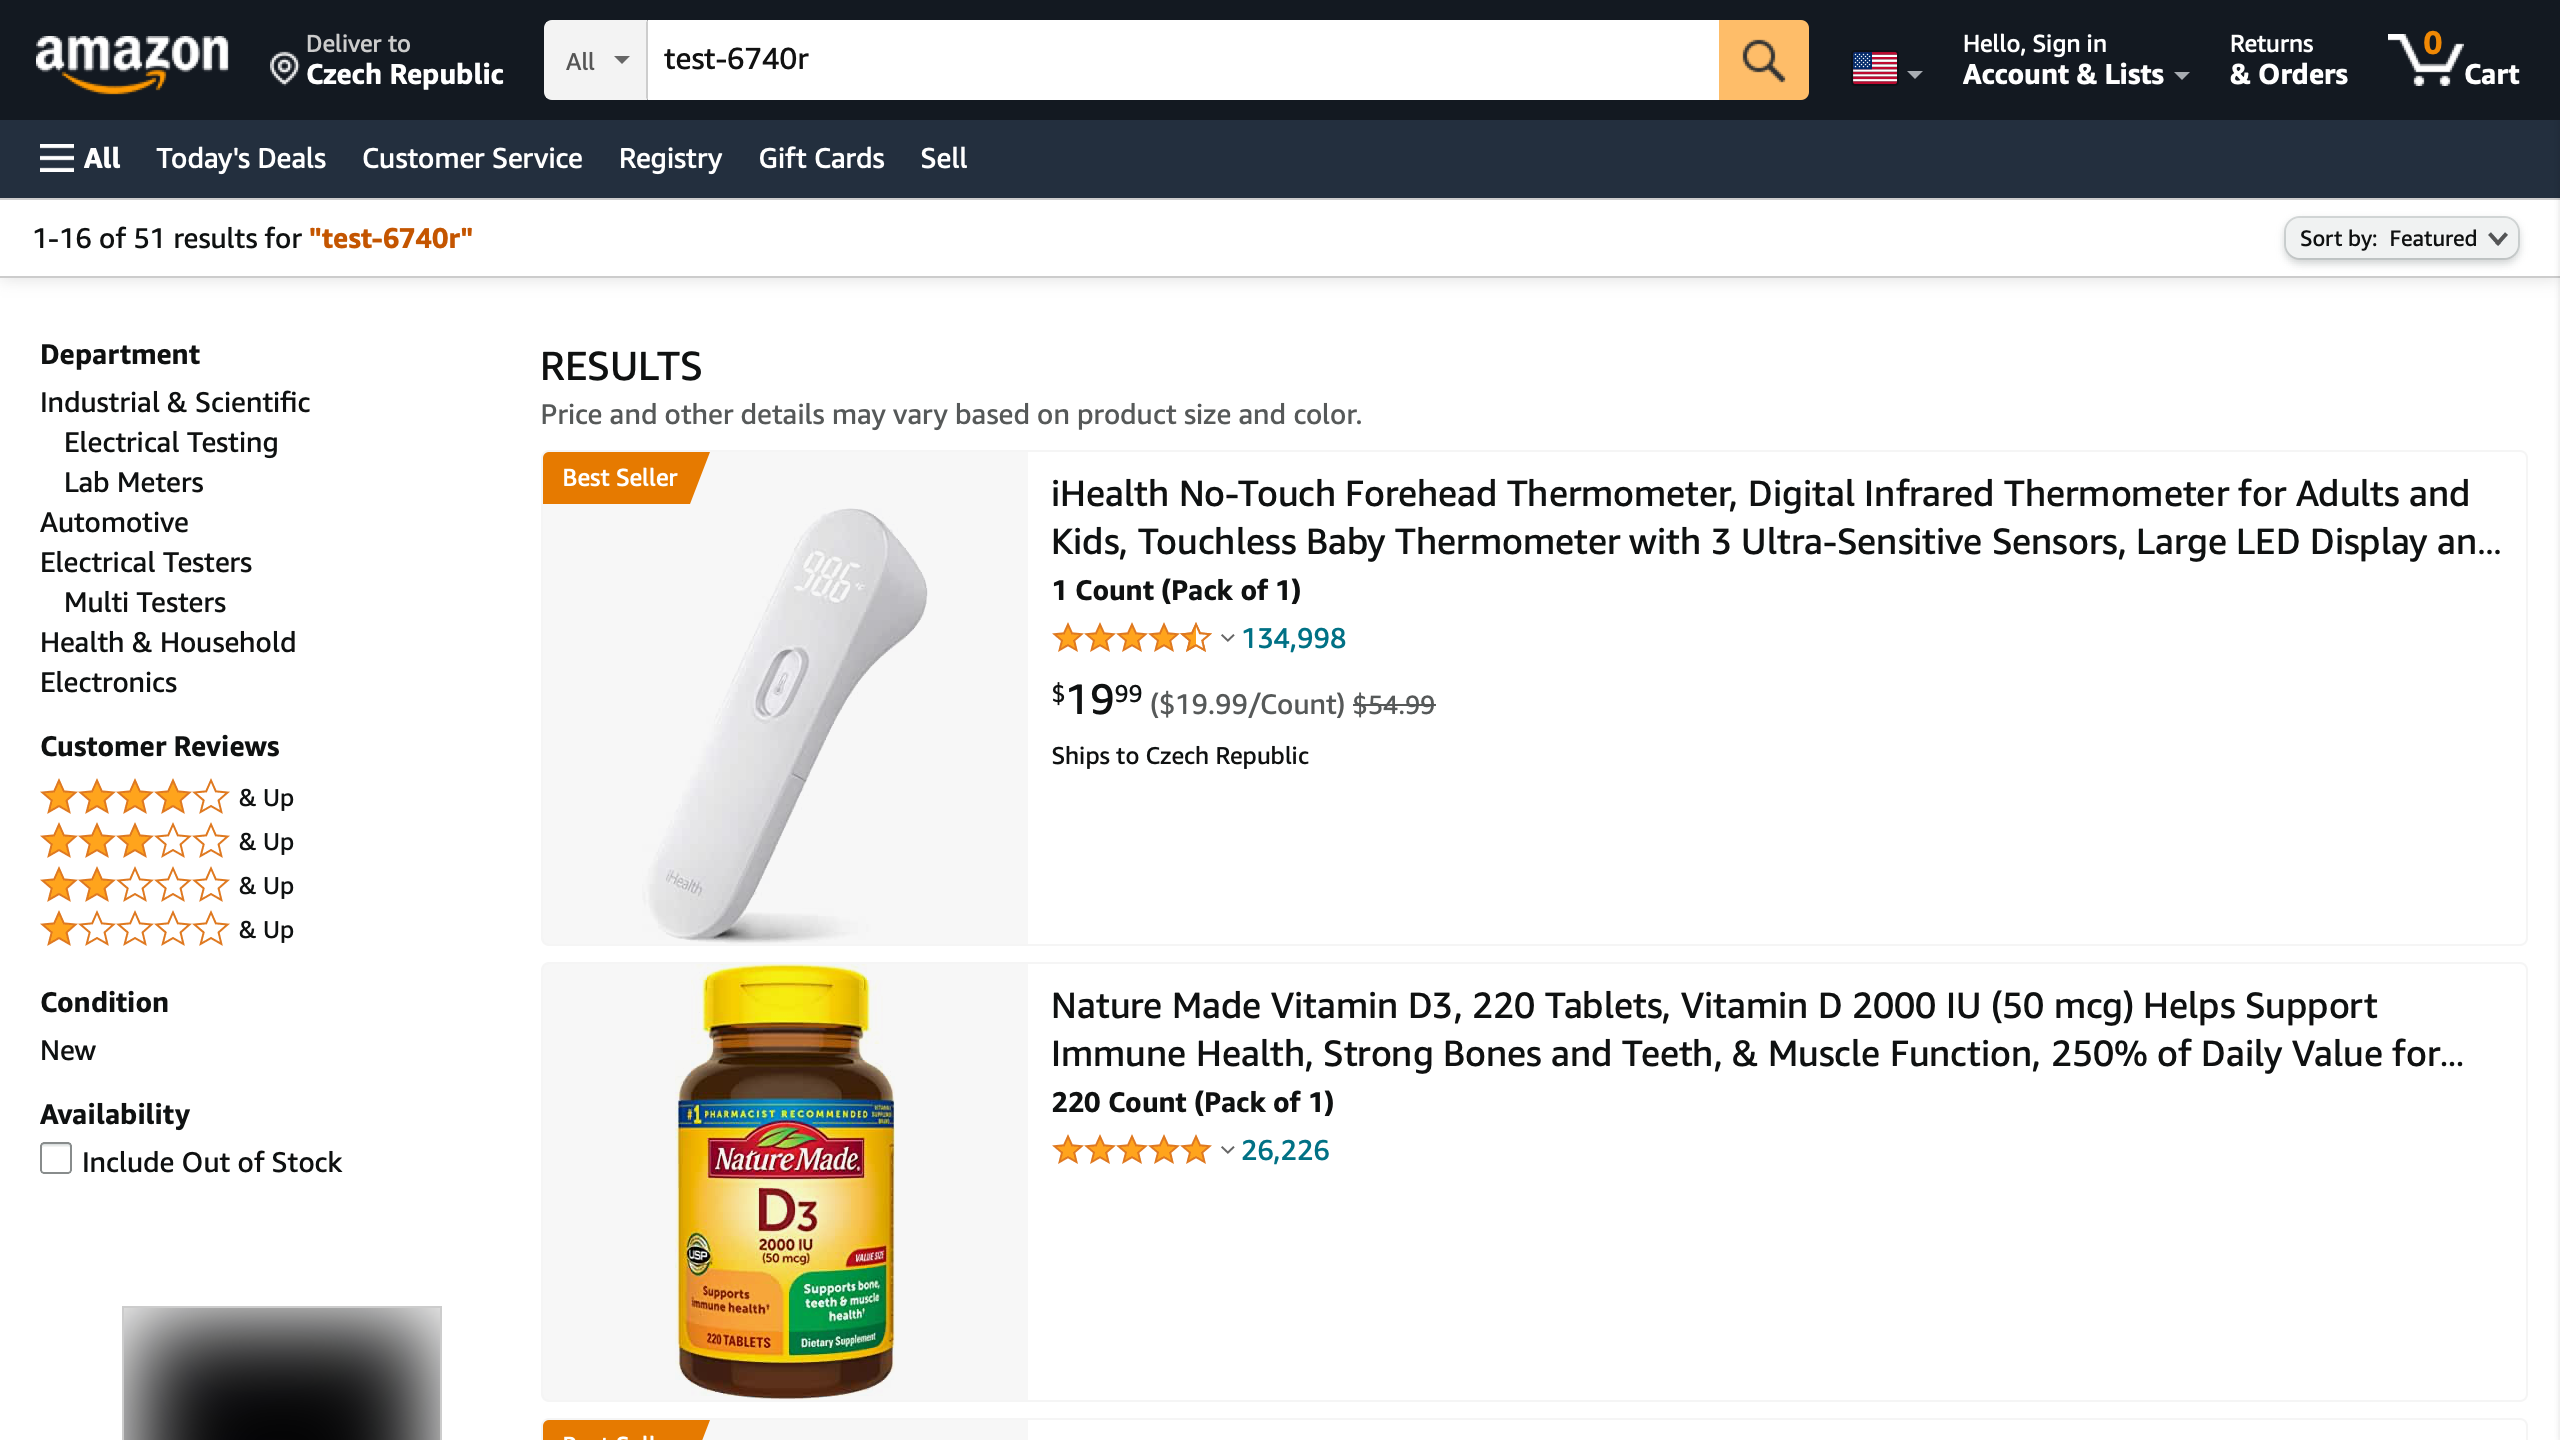 amazon
Deliver to
Czech Republic
All
test-6740r
Hello, Sign in
Account & Lists
Returns
& Orders
0
Cart
All
Today's Deals
Customer Service
Registry
Gift Cards
Sell
1-16 of 51 results for "test-6740r"
Sort by: Featured
Department
Industrial & Scientific
Electrical Testing
Lab Meters
Automotive
Electrical Testers
Multi Testers
Health & Household
Electronics
Customer Reviews
& Up
& Up
& Up
& Up
Condition
New
Availability
Include Out of Stock
RESULTS
Price and other details may vary based on product size and color.
Best Seller
98.6
iHealth
iHealth No-Touch Forehead Thermometer, Digital Infrared Thermometer for Adults and
Kids, Touchless Baby Thermometer with 3 Ultra-Sensitive Sensors, Large LED Display an...
1 Count (Pack of 1)
134,998
$19.99 ($19.99/Count) $54.99
Ships to Czech Republic
#1 PHARMACIST RECOMMENDED
Nature Made.
D3
2000 IU
(50 mcg)
USP
VALUE SIZE
Supports
immune health†
Supports bone,
teeth & muscle
health†
220 TABLETS
Dietary Supplement
Nature Made Vitamin D3, 220 Tablets, Vitamin D 2000 IU (50 mcg) Helps Support
Immune Health, Strong Bones and Teeth, & Muscle Function, 250% of Daily Value for...
220 Count (Pack of 1)
26,226